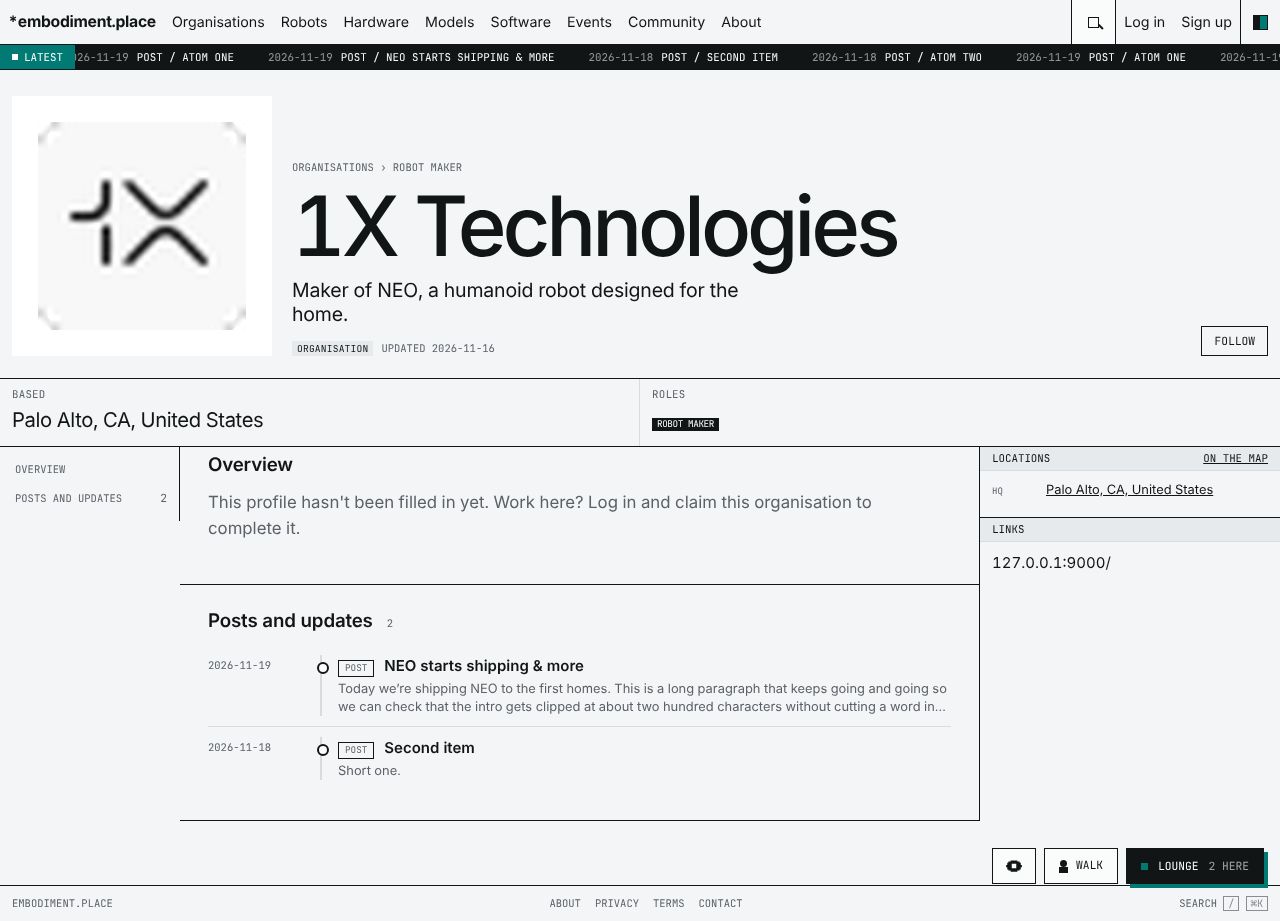 *embodiment.place Organisations Robots Hardware Models Software Events Community About Log in Sign up
LATEST 26-11-19 POST / ATOM ONE 2026-11-19 POST / NEO STARTS SHIPPING & MORE 2026-11-18 POST / SECOND ITEM 2026-11-18 POST / ATOM TWO 2026-11-19 POST / ATOM ONE 2026-11-19
1X
ORGANISATIONS › ROBOT MAKER
1X Technologies
Maker of NEO, a humanoid robot designed for the
home.
ORGANISATION UPDATED 2026-11-16
FOLLOW
BASED
Palo Alto, CA, United States
ROLES
ROBOT MAKER
OVERVIEW
POSTS AND UPDATES 2
Overview
This profile hasn't been filled in yet. Work here? Log in and claim this organisation to
complete it.
Posts and updates 2
2026-11-19 POST NEO starts shipping & more
Today we're shipping NEO to the first homes. This is a long paragraph that keeps going and going so
we can check that the intro gets clipped at about two hundred characters without cutting a word in…
2026-11-18 POST Second item
Short one.
LOCATIONS ON THE MAP
HQ Palo Alto, CA, United States
LINKS
127.0.0.1:9000/
WALK
LOUNGE 2 HERE
EMBODIMENT.PLACE ABOUT PRIVACY TERMS CONTACT SEARCH / ⌘K